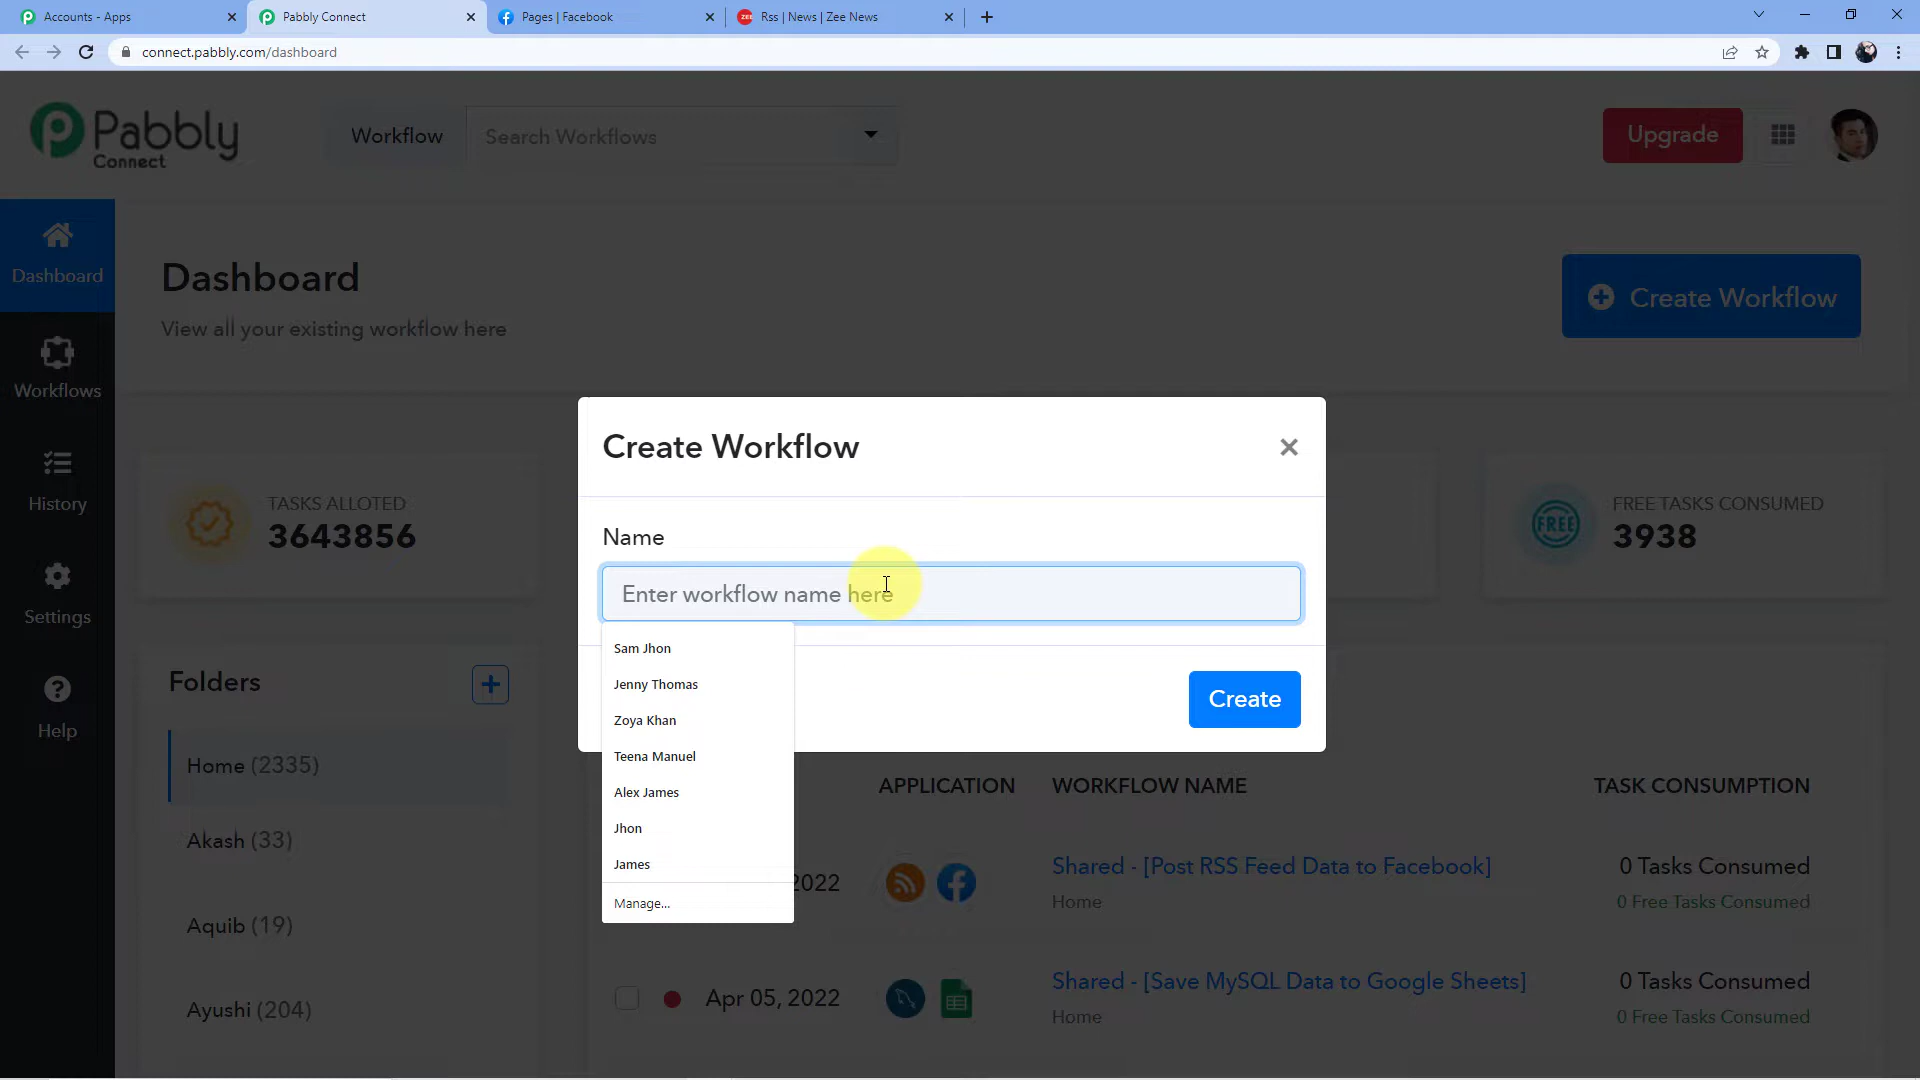 Accounts - Apps
Pabbly Connect
Pages | Facebook
Rss | News | Zee News
connect.pabbly.com/dashboard
Pabbly
Connect
Workflow
Search Workflows
Upgrade
Dashboard
Workflows
History
Settings
Help
Dashboard
View all your existing workflow here
Create Workflow
TASKS ALLOTED
3643856
FREE
FREE TASKS CONSUMED
3938
Create Workflow
Name
Enter workflow name here
Sam Jhon
Jenny Thomas
Zoya Khan
Teena Manuel
Alex James
Jhon
James
Manage...
Create
Folders
Home (2335)
Akash (33)
Aquib (19)
Ayushi (204)
APPLICATION WORKFLOW NAME TASK CONSUMPTION
2022 Shared - [Post RSS Feed Data to Facebook] 0 Tasks Consumed
Home 0 Free Tasks Consumed
Apr 05, 2022 Shared - [Save MySQL Data to Google Sheets] 0 Tasks Consumed
Home 0 Free Tasks Consumed